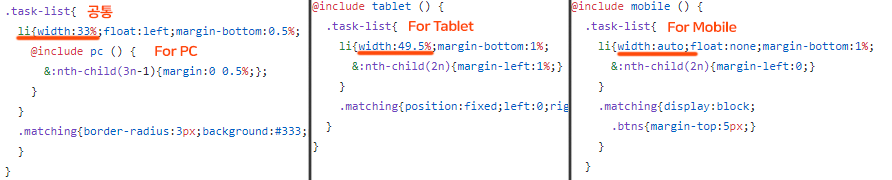 .task-list{ 공통
li{width:33%;float:left;margin-bottom:0.5%;
@include pc () { For PC
&:nth-child(3n-1){margin:0 0.5%;};
}
}
.matching{border-radius:3px;background:#333;
}
}
@include tablet () {
.task-list{ For Tablet
li{width:49.5%;margin-bottom:1%;
&:nth-child(2n){margin-left:1%;}
}
.matching{position:fixed;left:0;rig
}
}
@include mobile () {
.task-list{ For Mobile
li{width:auto;float:none;margin-bottom:1%;
&:nth-child(2n){margin-left:0;}
}
.matching{display:block;
.btns{margin-top:5px;}
}
}